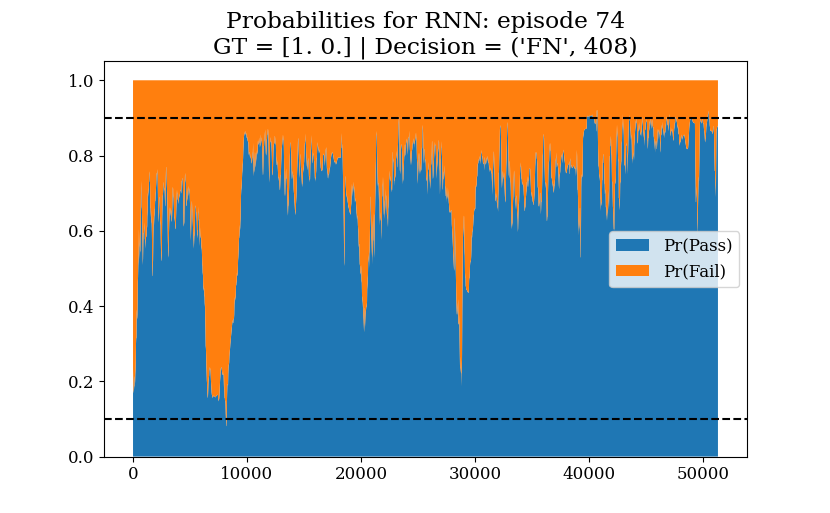 Probabilities for RNN: episode 74
GT = [1. 0.] | Decision = ('FN', 408)
1.0
0.8
0.6
0.4
0.2
0.0
Pr(Pass)
Pr(Fail)
0 10000 20000 30000 40000 50000